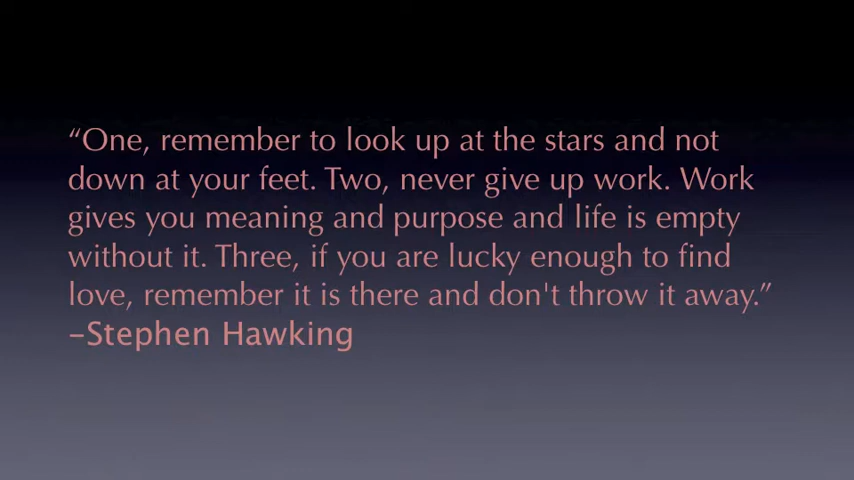 “One, remember to look up at the stars and not
down at your feet. Two, never give up work. Work
gives you meaning and purpose and life is empty
without it. Three, if you are lucky enough to find
love, remember it is there and don't throw it away.”
–Stephen Hawking